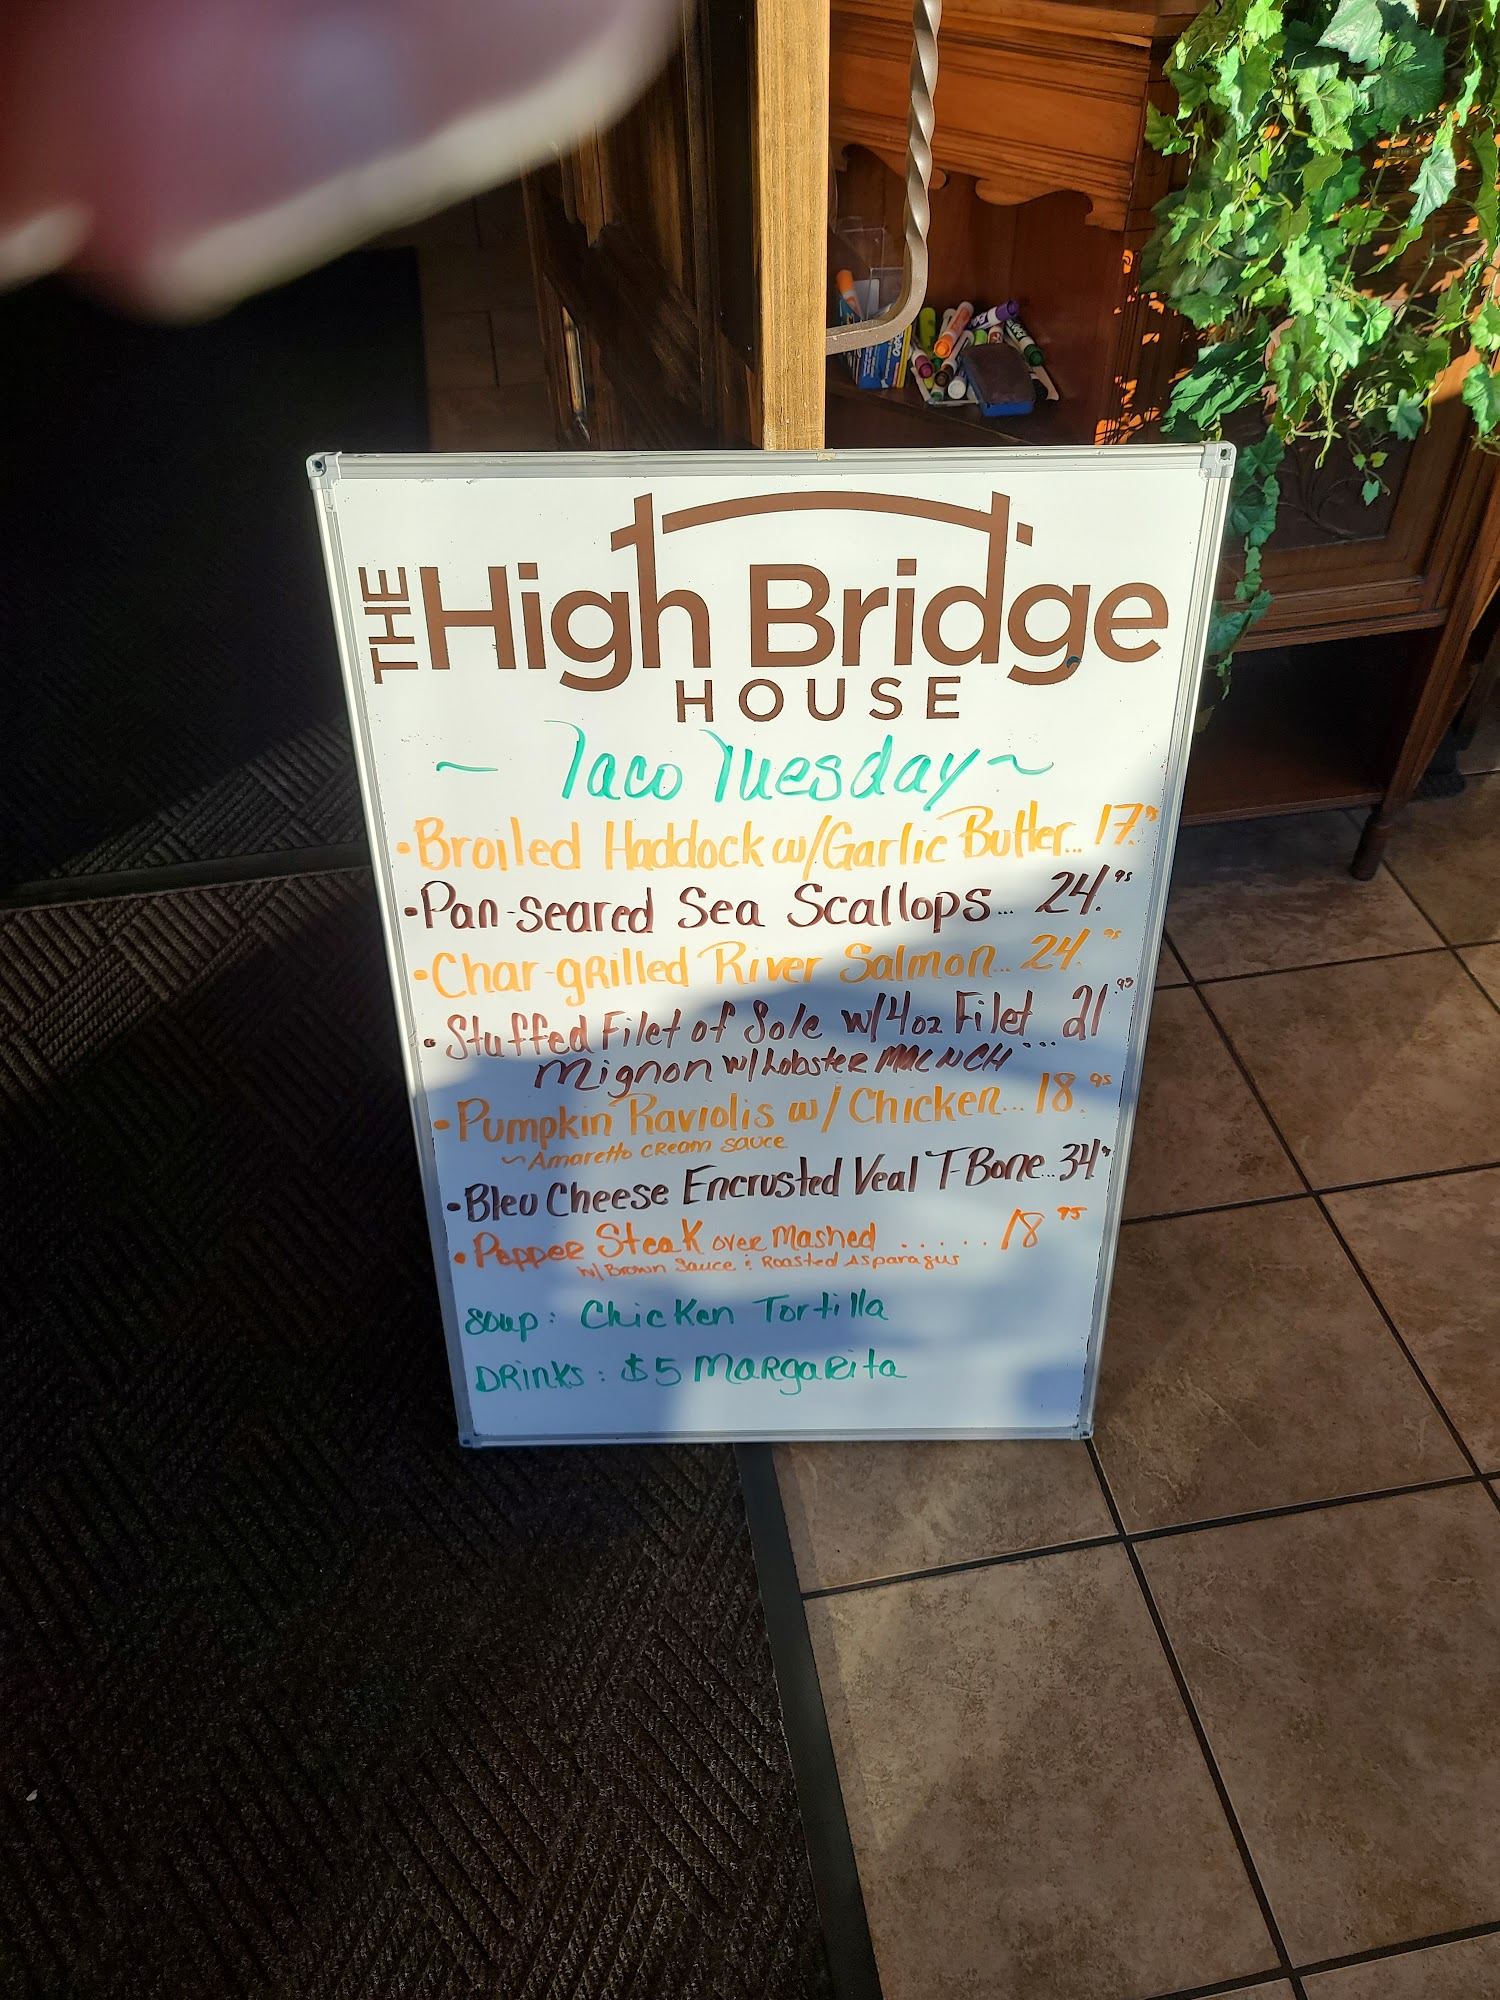 THE High Bridge
HOUSE
~ Taco Tuesday ~
• Broiled Haddock w/Garlic Butter... 17.95
• Pan-seared Sea Scallops... 24.95
• Char-grilled River Salmon... 24.95
• Stuffed Filet of Sole w/4oz Filet ... 21.95
Mignon w/Lobster
• Pumpkin Raviolis w/ Chicken... 18.95
~ Amaretto cream sauce
• Bleu Cheese Encrusted Veal T-Bone... 34
• Pepper Steak over Mashed ...... 18.95
w/ Brown Sauce & Roasted Asparagus
Soup: Chicken Tortilla
DRinks: $5 Margarita